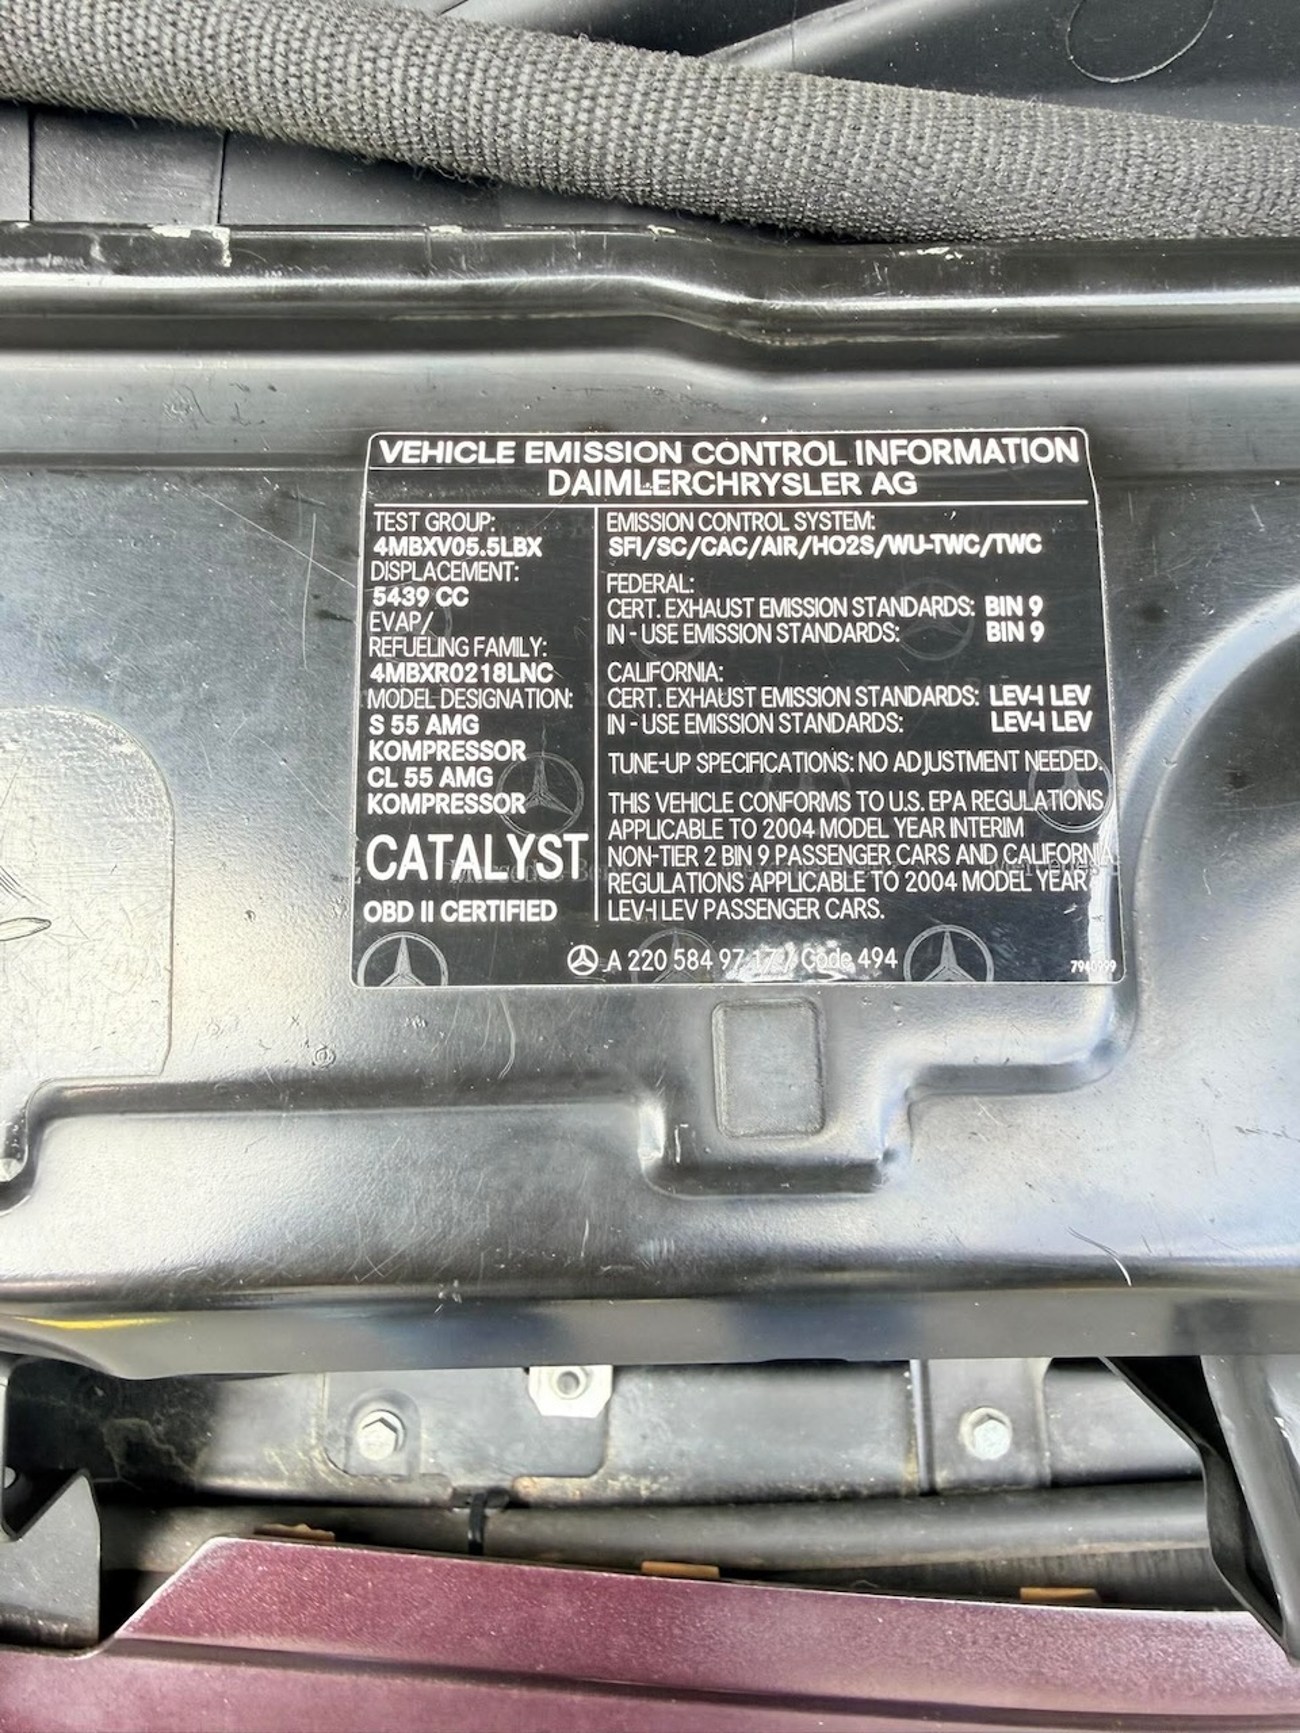 VEHICLE EMISSION CONTROL INFORMATION
DAIMLERCHRYSLER AG
TEST GROUP:
4MBXV05.5LBX
DISPLACEMENT:
5439 CC
EVAP/
REFUELING FAMILY:
4MBXR0218LNC
MODEL DESIGNATION:
S 55 AMG
KOMPRESSOR
CL 55 AMG
KOMPRESSOR
CATALYST
OBD II CERTIFIED
EMISSION CONTROL SYSTEM:
SFI/SC/CAC/AIR/HO2S/WU-TWC/TWC
FEDERAL:
CERT. EXHAUST EMISSION STANDARDS: BIN 9
IN - USE EMISSION STANDARDS: BIN 9
CALIFORNIA:
CERT. EXHAUST EMISSION STANDARDS: LEV-I LEV
IN - USE EMISSION STANDARDS: LEV-I LEV
TUNE-UP SPECIFICATIONS: NO ADJUSTMENT NEEDED.
THIS VEHICLE CONFORMS TO U.S. EPA REGULATIONS
APPLICABLE TO 2004 MODEL YEAR INTERIM
NON-TIER 2 BIN 9 PASSENGER CARS AND CALIFORNIA
REGULATIONS APPLICABLE TO 2004 MODEL YEAR
LEV-I LEV PASSENGER CARS.
A 220 584 97 17 / Code 494